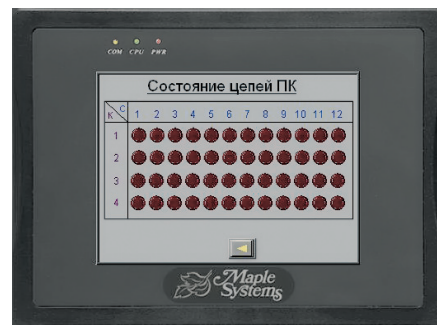 COM CPU PWR
Состояние цепей ПК
К С 1 2 3 4 5 6 7 8 9 10 11 12
1
2
3
4
Maple
Systems